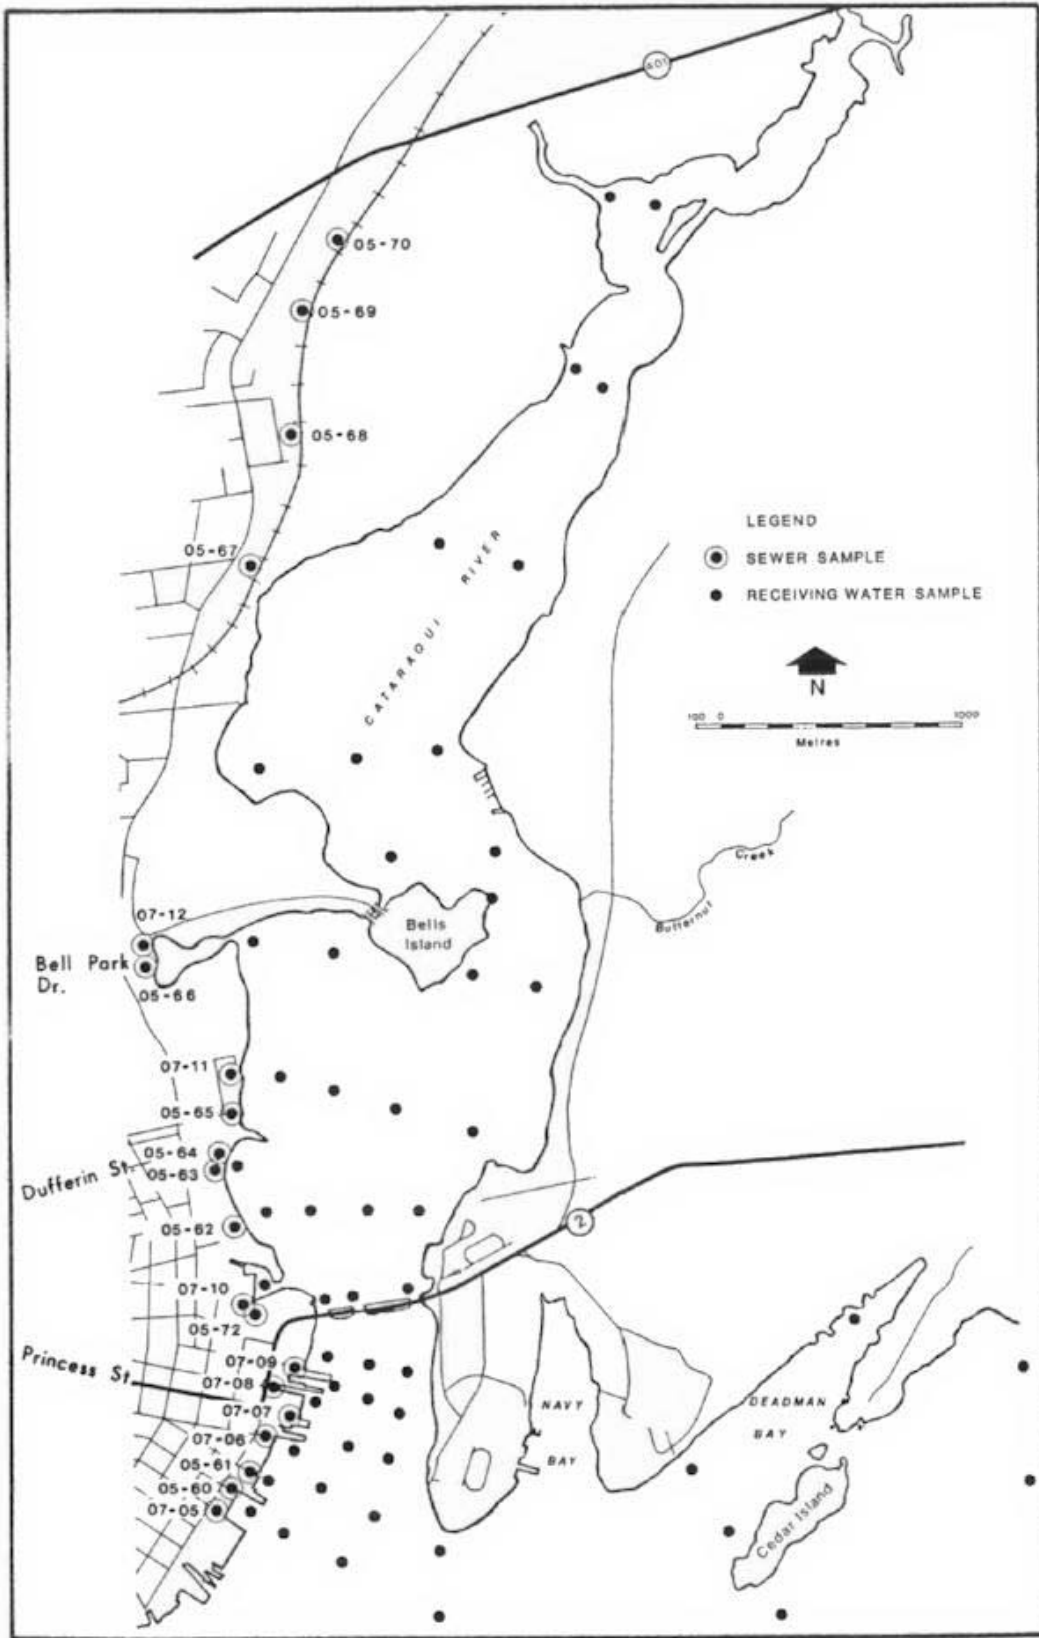 401
05-70
05-69
05-68
05-67
LEGEND
SEWER SAMPLE
RECEIVING WATER SAMPLE
CATARAQUI RIVER
N
100 0 1000
Metres
Creek
Butternut
07-12
Bells
Island
Bell Park
Dr.
05-66
07-11
05-65
05-64
Dufferin St.
05-63
05-62
2
07-10
05-72
Princess St
07-09
07-08
07-07
NAVY
BAY
DEADMAN
BAY
07-06
05-61
05-60
07-05
Cedar Island